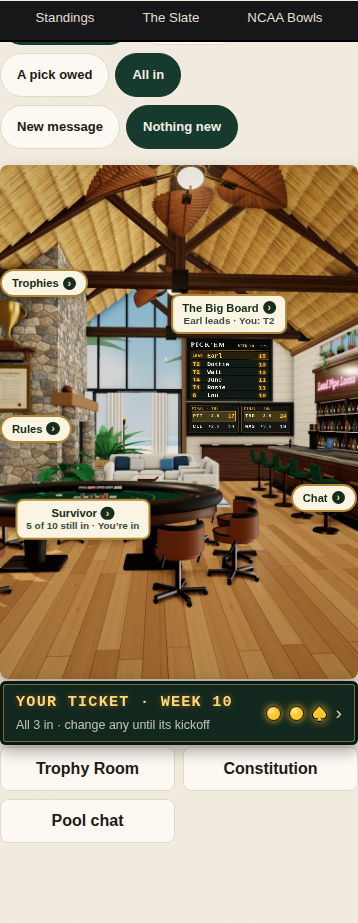 Standings
The Slate
NCAA Bowls
A pick owed
All in
New message
Nothing new
Trophies
The Big Board
Earl leads · You: T2
PICK'EM
Earl 15
T2 Dottie 13
T2 Walt 13
T4 June 11
T4 Rosie 11
6 Lou 10
Rules
Survivor
5 of 10 still in · You're in
Chat
YOUR TICKET · WEEK 10
All 3 in · change any until its kickoff
Trophy Room
Constitution
Pool chat